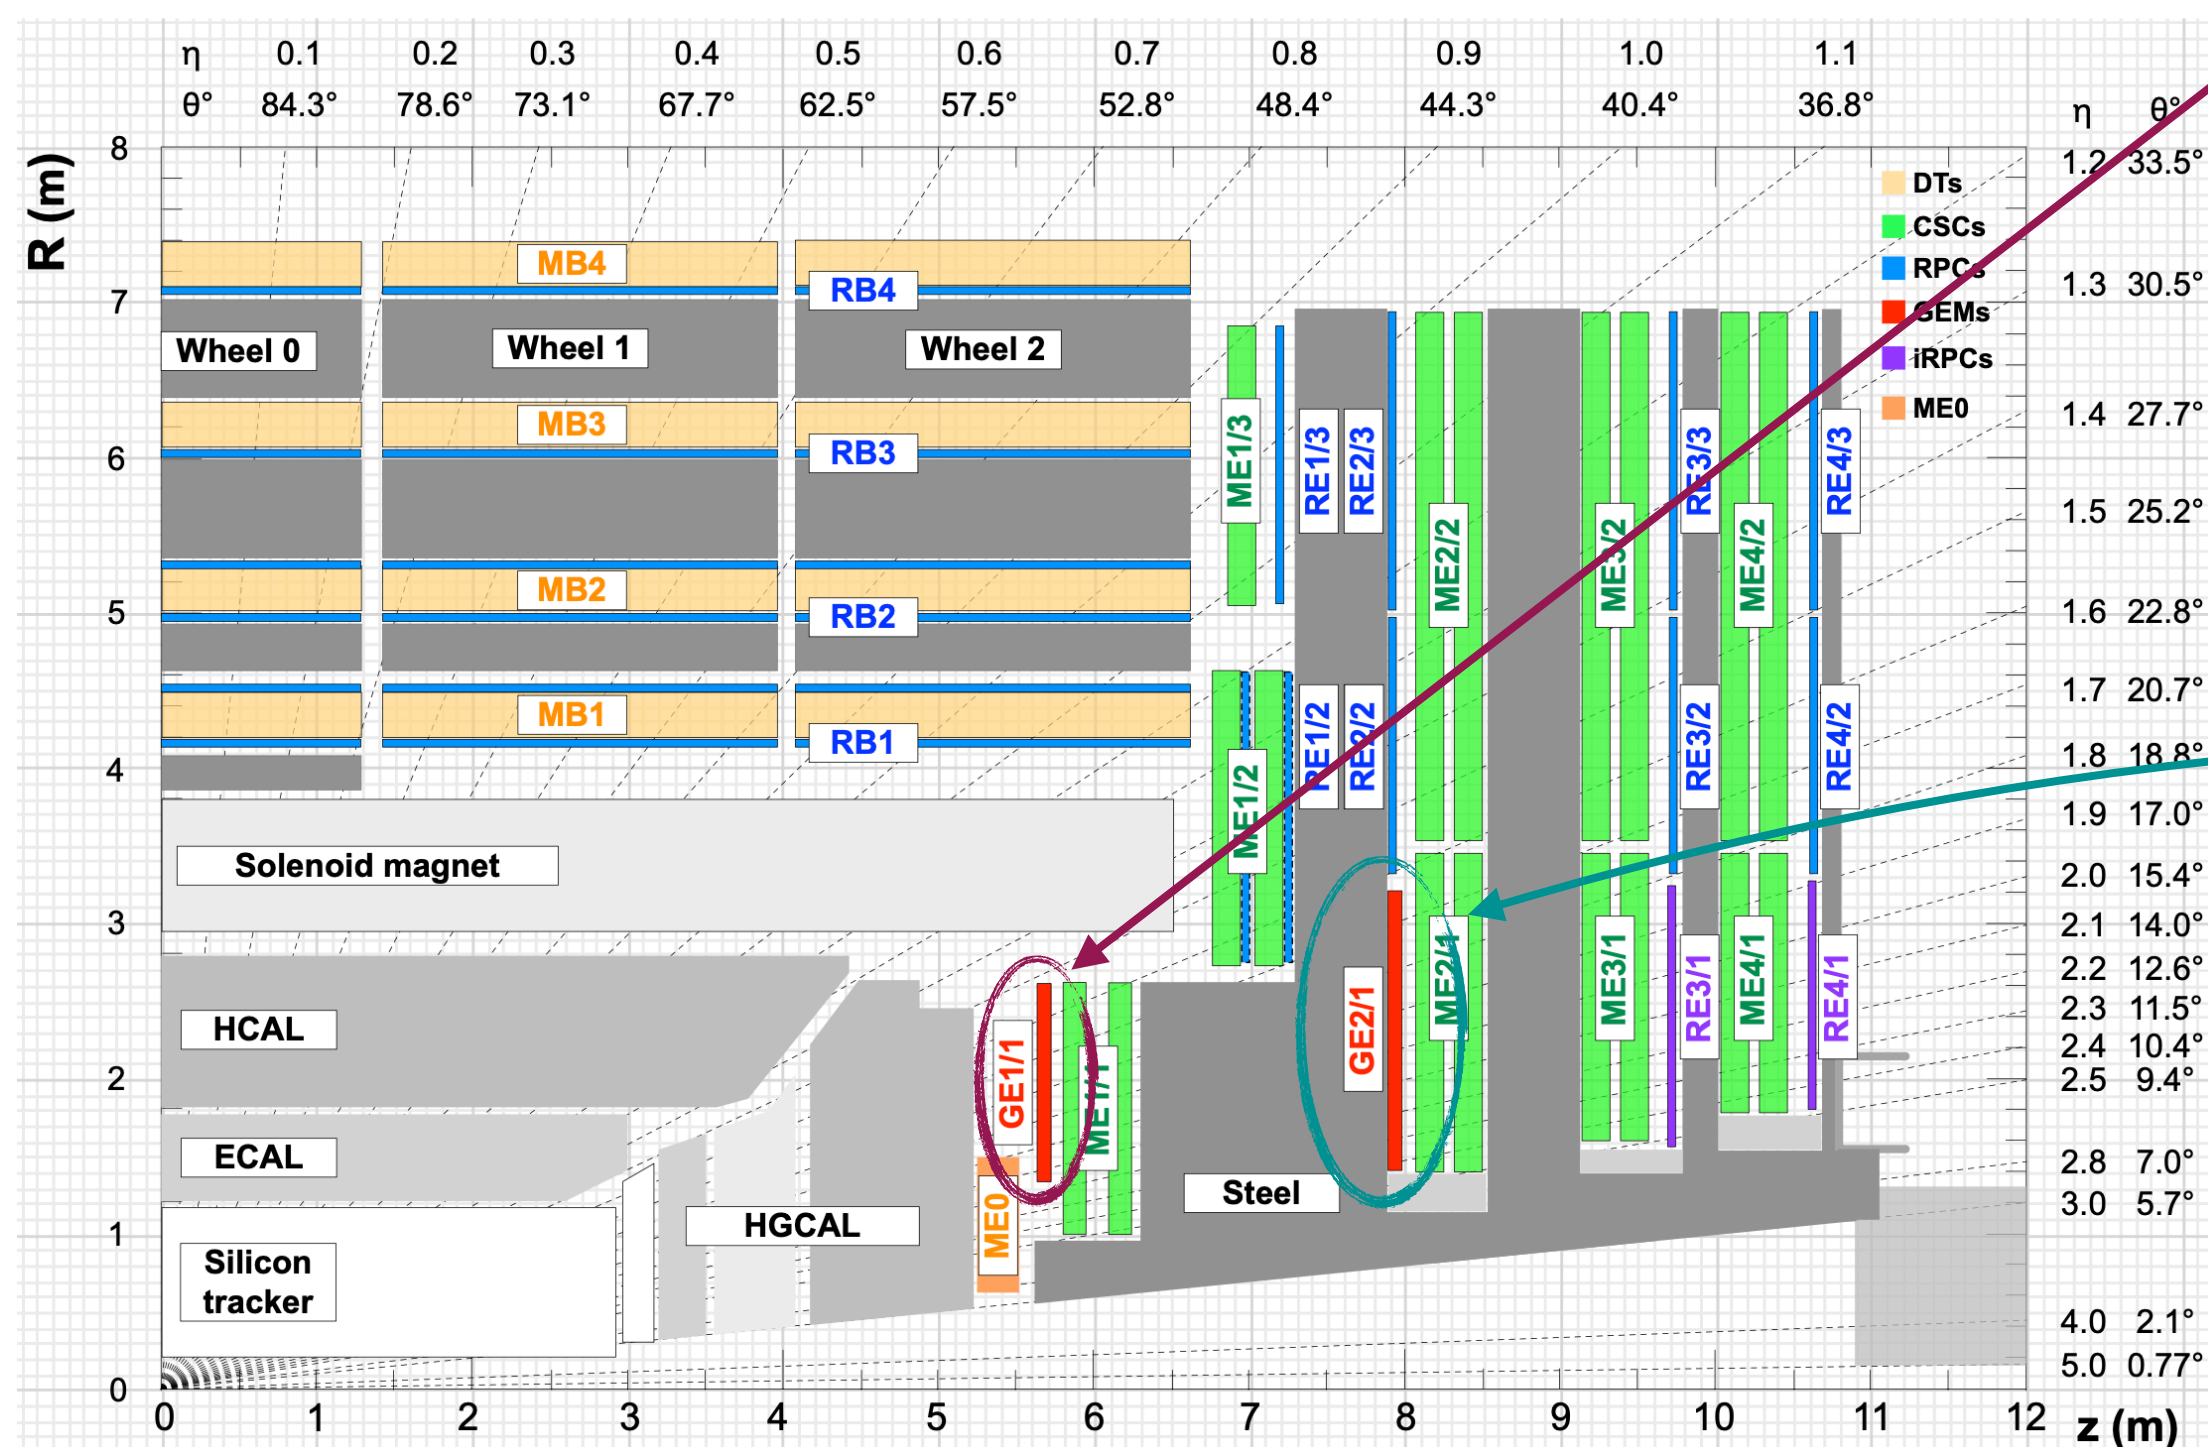 η 0.1 0.2 0.3 0.4 0.5 0.6 0.7 0.8 0.9 1.0 1.1
θ° 84.3° 78.6° 73.1° 67.7° 62.5° 57.5° 52.8° 48.4° 44.3° 40.4° 36.8°
η θ°
R (m)
8
7
6
5
4
3
2
1
0
1.2 33.5°
1.3 30.5°
1.4 27.7°
1.5 25.2°
1.6 22.8°
1.7 20.7°
1.8 18.8°
1.9 17.0°
2.0 15.4°
2.1 14.0°
2.2 12.6°
2.3 11.5°
2.4 10.4°
2.5 9.4°
2.8 7.0°
3.0 5.7°
4.0 2.1°
5.0 0.77°
DTs
CSCs
RPCs
GEMs
iRPCs
ME0
MB4
RB4
Wheel 0
Wheel 1
Wheel 2
MB3
RB3
MB2
RB2
MB1
RB1
ME1/3
RE1/3
RE2/3
ME2/2
ME3/2
RE3/3
ME4/2
RE4/3
ME1/2
RE1/2
RE2/2
RE3/2
RE4/2
Solenoid magnet
HCAL
ECAL
Silicon
tracker
HGCAL
GE1/1
ME0
ME1/1
Steel
GE2/1
ME2/1
ME3/1
RE3/1
ME4/1
RE4/1
0 1 2 3 4 5 6 7 8 9 10 11 12
z (m)